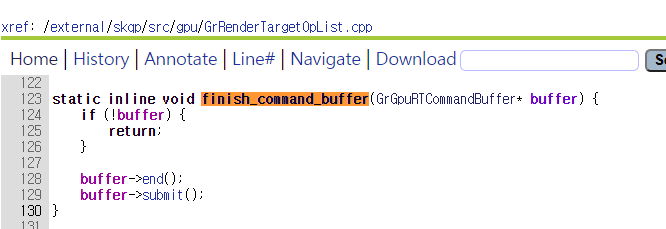 xref: /external/skqp/src/gpu/GrRenderTargetOpList.cpp
Home | History | Annotate | Line# | Navigate | Download
122
123 static inline void finish_command_buffer(GrGpuRTCommandBuffer* buffer) {
124     if (!buffer) {
125         return;
126     }
127
128     buffer->end();
129     buffer->submit();
130 }
131